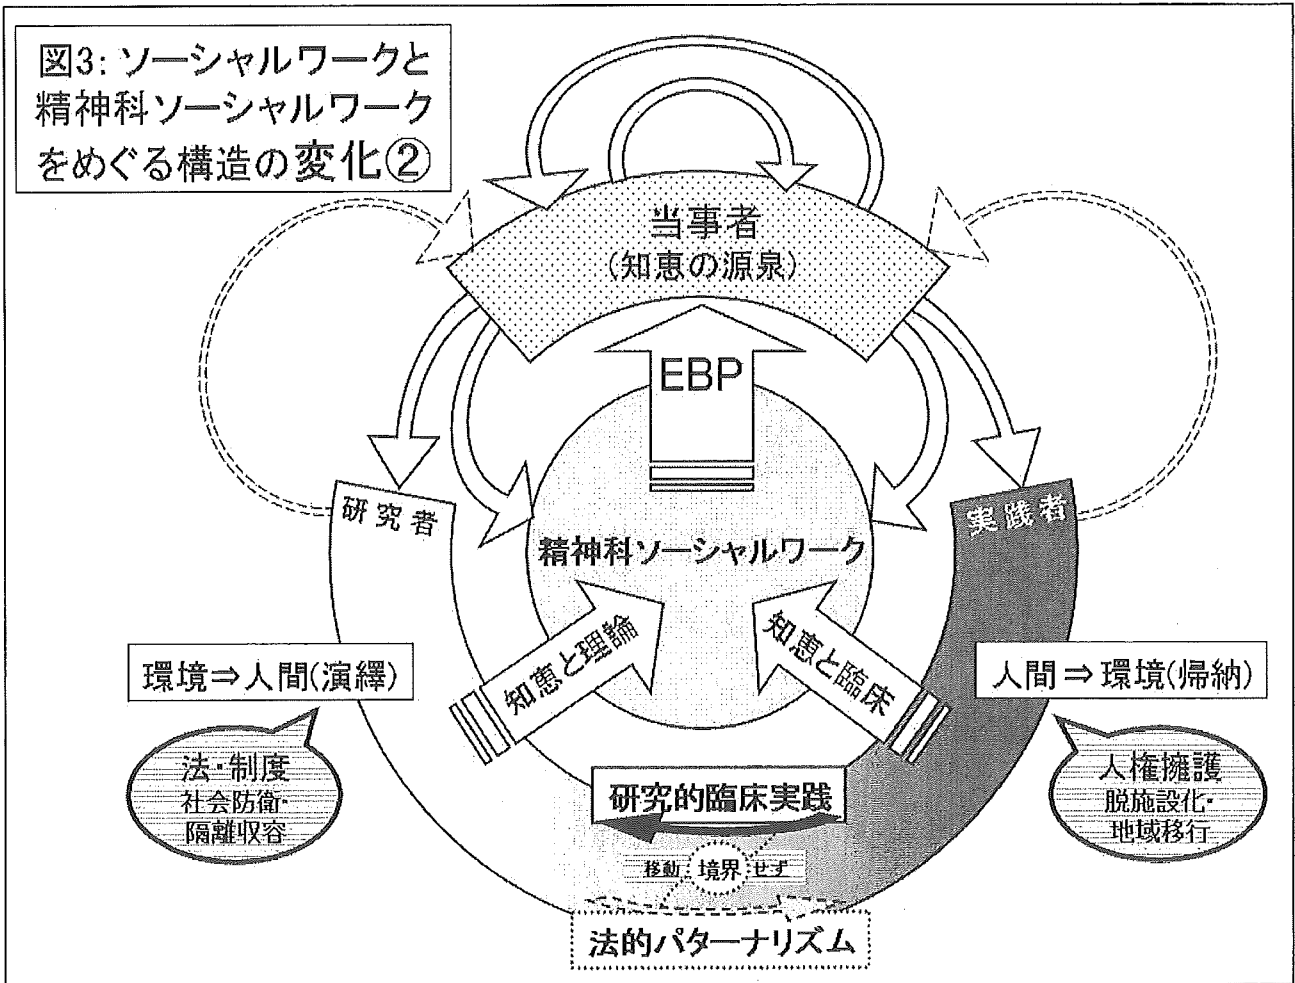 図3: ソーシャルワークと
精神科ソーシャルワーク
をめぐる構造の変化②
当事者
(知恵の源泉)
EBP
研究者
実践者
精神科ソーシャルワーク
知恵と理論
知恵と臨床
環境⇒人間(演繹)
人間⇒環境(帰納)
法・制度
社会防衛・
隔離収容
人権擁護
脱施設化・
地域移行
研究的臨床実践
移動 境界 せず
法的パターナリズム